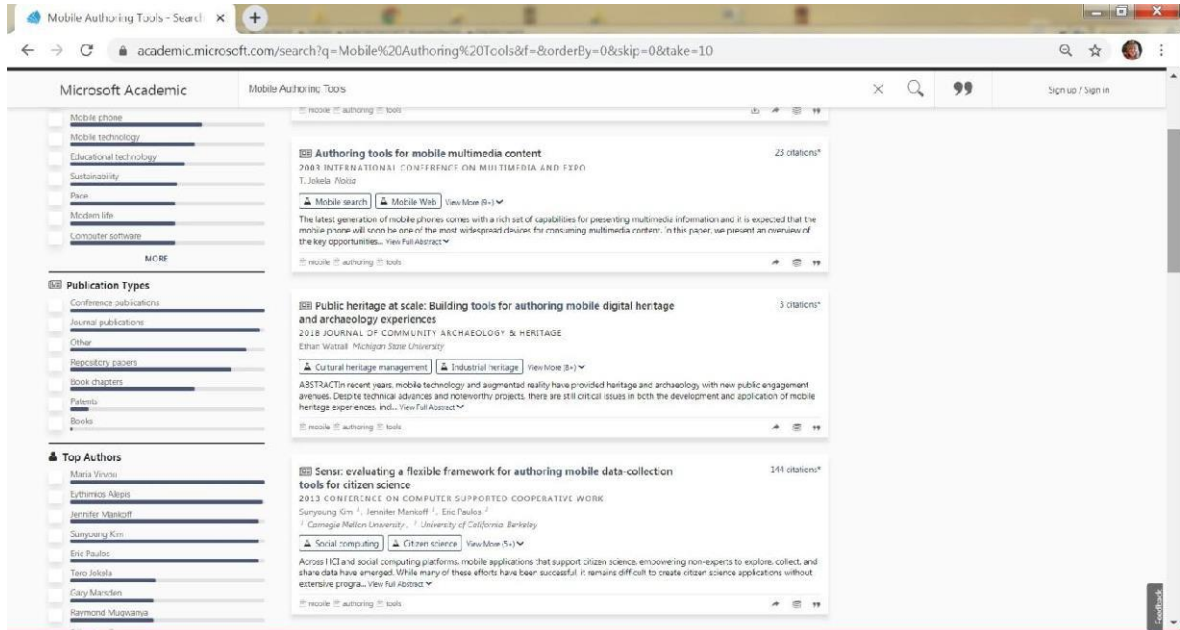 Mobile Authoring Tools - Search
academic.microsoft.com/search?q=Mobile%20Authoring%20Tools&f=&orderBy=0&skip=0&take=10
Microsoft Academic
Mobile Authoring Tools
Sign up / Sign in
Mobile phone
Mobile technology
Educational technology
Sustainability
Pace
Modern life
Computer software
MORE
Publication Types
Conference publications
Journal publications
Other
Repository papers
Book chapters
Patents
Books
Top Authors
Maria Virvou
Eythimios Alepis
Jennifer Mankoff
Sunyoung Kim
Eric Paulos
Tero Jokela
Gary Marsden
Raymond Mugwanya
mobile authoring tools
Authoring tools for mobile multimedia content
23 citations*
2003 INTERNATIONAL CONFERENCE ON MULTIMEDIA AND EXPO
T. Jokela Nokia
Mobile search Mobile Web View More (9+)
The latest generation of mobile phones comes with a rich set of capabilities for presenting multimedia information and it is expected that the
mobile phone will soon be one of the most widespread devices for consuming multimedia content. In this paper, we present an overview of
the key opportunities... View Full Abstract
mobile authoring tools
Public heritage at scale: Building tools for authoring mobile digital heritage
and archaeology experiences
3 citations*
2018 JOURNAL OF COMMUNITY ARCHAEOLOGY & HERITAGE
Ethan Watrall Michigan State University
Cultural heritage management Industrial heritage View More (8+)
ABSTRACTIn recent years, mobile technology and augmented reality have provided heritage and archaeology with new public engagement
avenues. Despite technical advances and noteworthy projects, there are still critical issues in both the development and application of mobile
heritage experiences, ind... View Full Abstract
mobile authoring tools
Sensr: evaluating a flexible framework for authoring mobile data-collection
tools for citizen science
144 citations*
2013 CONFERENCE ON COMPUTER SUPPORTED COOPERATIVE WORK
Sunyoung Kim 1, Jennifer Mankoff 1, Eric Paulos 2
1 Carnegie Mellon University, 2 University of California, Berkeley
Social computing Citizen science View More (5+)
Across HCI and social computing platforms, mobile applications that support citizen science, empowering non-experts to explore, collect, and
share data have emerged. While many of these efforts have been successful, it remains difficult to create citizen science applications without
extensive progra... View Full Abstract
mobile authoring tools
Feedback